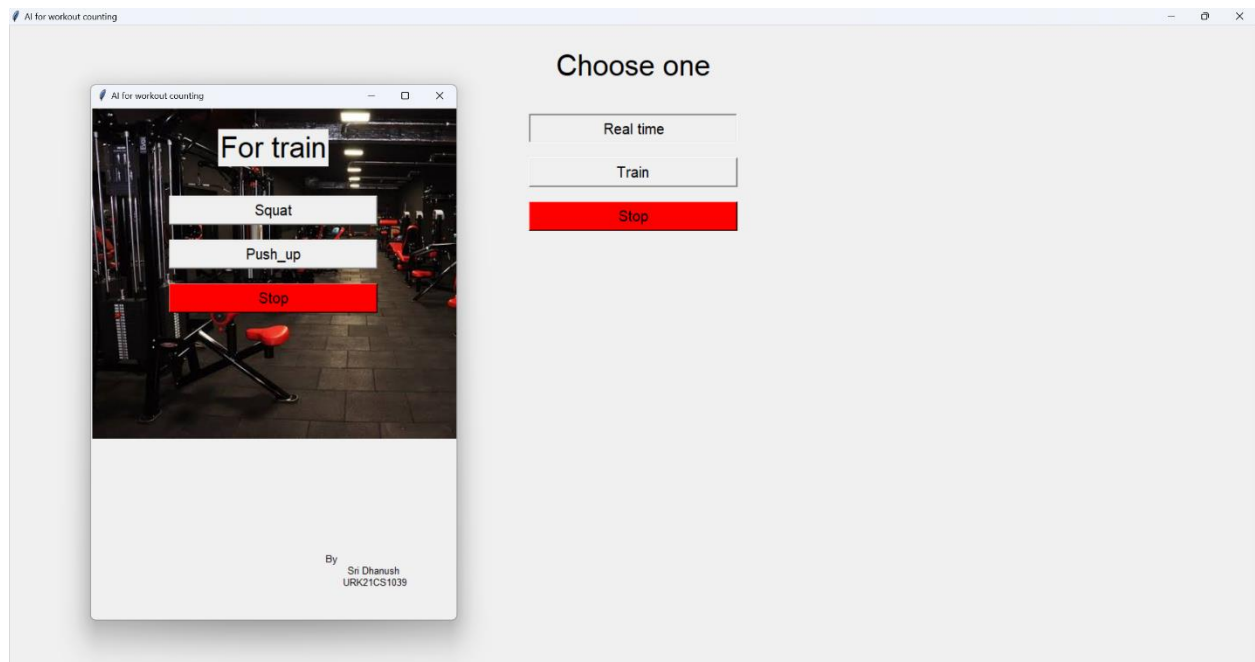 AI for workout counting
Choose one
Real time
Train
Stop
AI for workout counting
For train
Squat
Push_up
Stop
By
Sri Dhanush
URK21CS1039